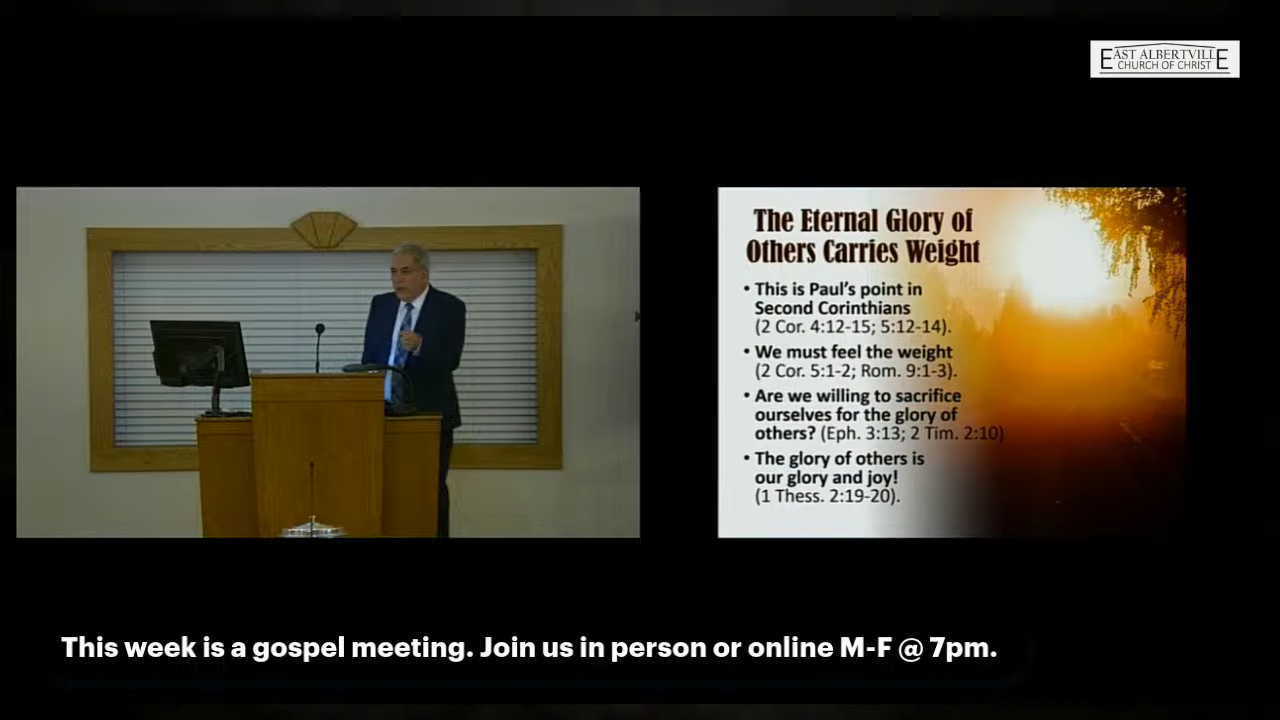 EAST ALBERTVILLE
CHURCH OF CHRIST
The Eternal Glory of
Others Carries Weight
• This is Paul's point in
Second Corinthians
(2 Cor. 4:12-15; 5:12-14).
• We must feel the weight
(2 Cor. 5:1-2; Rom. 9:1-3).
• Are we willing to sacrifice
ourselves for the glory of
others? (Eph. 3:13; 2 Tim. 2:10)
• The glory of others is
our glory and joy!
(1 Thess. 2:19-20).
This week is a gospel meeting. Join us in person or online M-F @ 7pm.